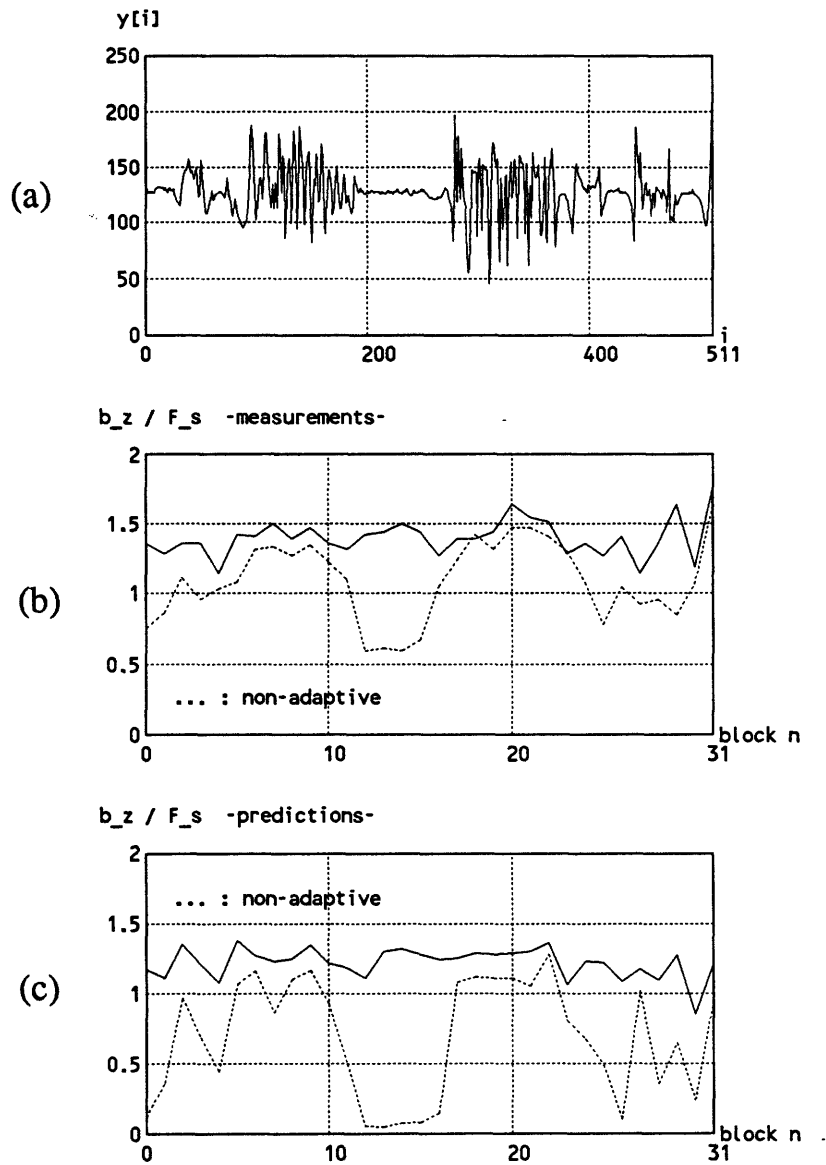 y[i]
250
200
150
100
50
0
0
200
400
511
i
(a)
b_z / F_s -measurements-
2
1.5
1
0.5
0
... : non-adaptive
0
10
20
31
block n
(b)
b_z / F_s -predictions-
2
1.5
1
0.5
0
... : non-adaptive
0
10
20
31
block n
(c)